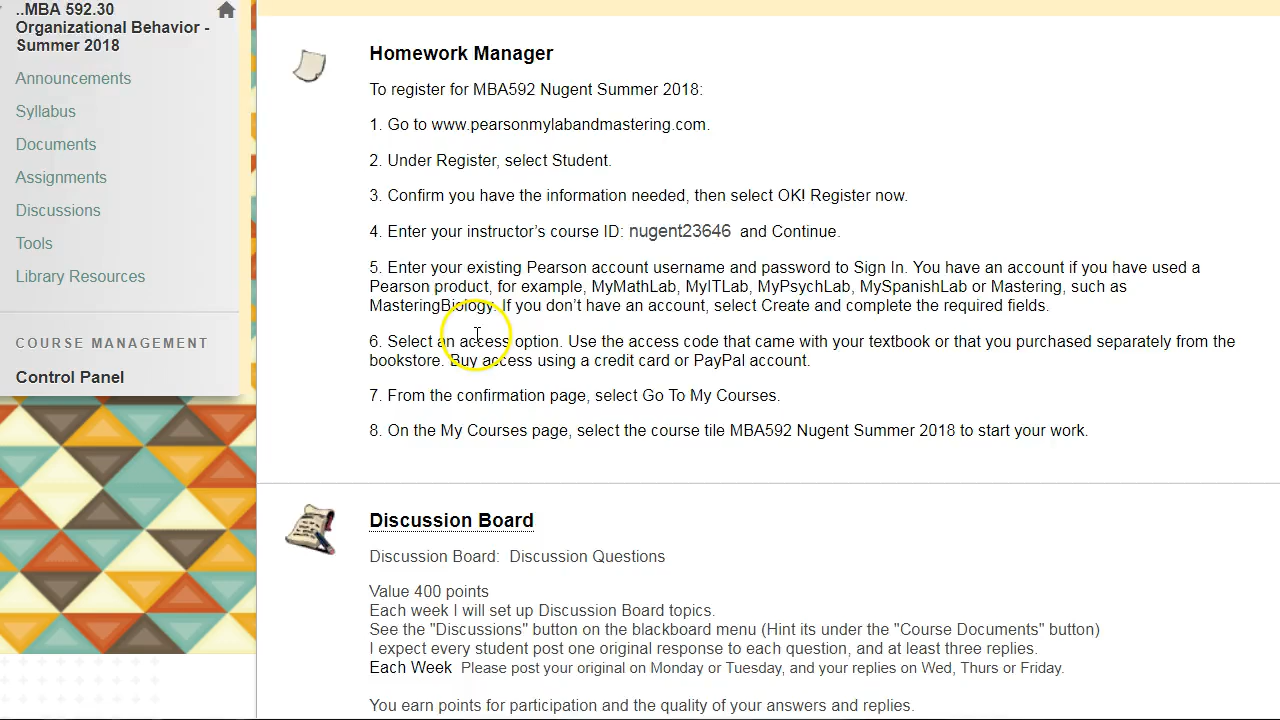 ..MBA 592.30
Organizational Behavior -
Summer 2018
Announcements
Syllabus
Documents
Assignments
Discussions
Tools
Library Resources
COURSE MANAGEMENT
Control Panel
Homework Manager
To register for MBA592 Nugent Summer 2018:
1. Go to www.pearsonmylabandmastering.com.
2. Under Register, select Student.
3. Confirm you have the information needed, then select OK! Register now.
4. Enter your instructor’s course ID: nugent23646 and Continue.
5. Enter your existing Pearson account username and password to Sign In. You have an account if you have used a
Pearson product, for example, MyMathLab, MyITLab, MyPsychLab, MySpanishLab or Mastering, such as
MasteringBiology. If you don’t have an account, select Create and complete the required fields.
6. Select an access option. Use the access code that came with your textbook or that you purchased separately from the
bookstore. Buy access using a credit card or PayPal account.
7. From the confirmation page, select Go To My Courses.
8. On the My Courses page, select the course tile MBA592 Nugent Summer 2018 to start your work.
Discussion Board
Discussion Board: Discussion Questions
Value 400 points
Each week I will set up Discussion Board topics.
See the "Discussions" button on the blackboard menu (Hint its under the "Course Documents" button)
I expect every student post one original response to each question, and at least three replies.
Each Week Please post your original on Monday or Tuesday, and your replies on Wed, Thurs or Friday.
You earn points for participation and the quality of your answers and replies.